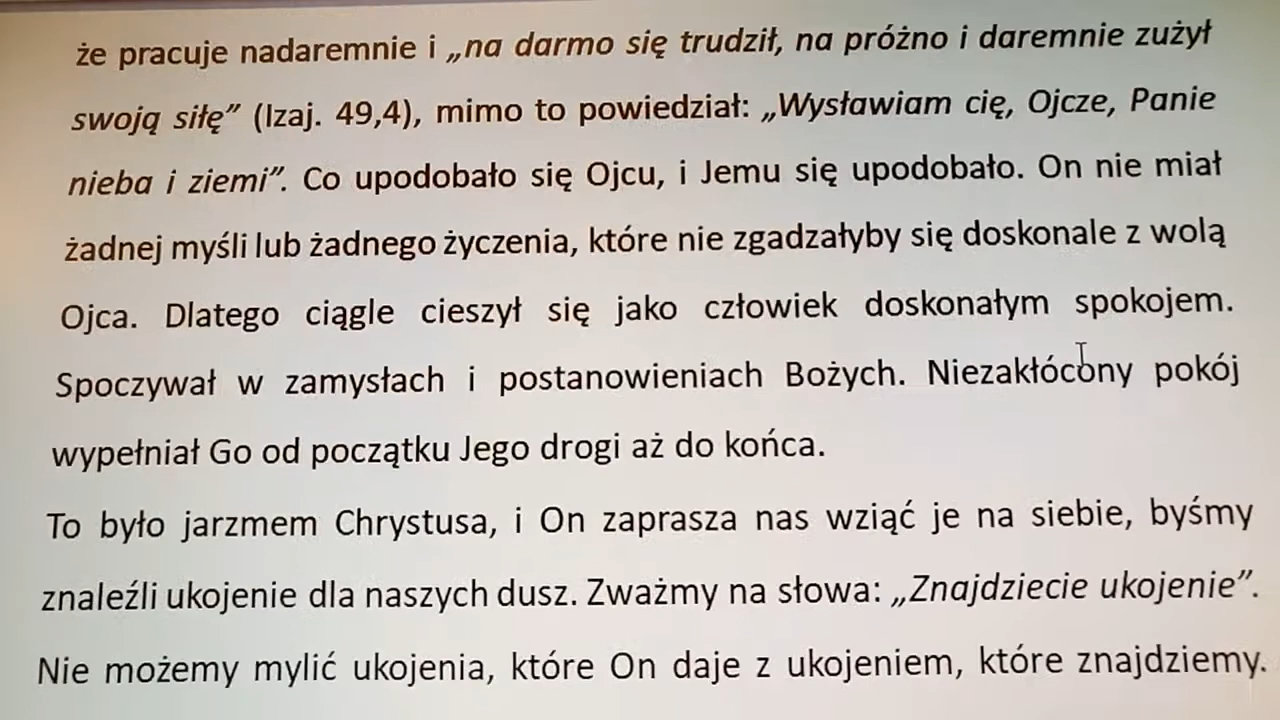 że pracuje nadaremnie i „na darmo się trudził, na próżno i daremnie zużył
swoją siłę” (Izaj. 49,4), mimo to powiedział: „Wysławiam cię, Ojcze, Panie
nieba i ziemi”. Co upodobało się Ojcu, i Jemu się upodobało. On nie miał
żadnej myśli lub żadnego życzenia, które nie zgadzałyby się doskonale z wolą
Ojca. Dlatego ciągle cieszył się jako człowiek doskonałym spokojem.
Spoczywał w zamysłach i postanowieniach Bożych. Niezakłócony pokój
wypełniał Go od początku Jego drogi aż do końca.
To było jarzmem Chrystusa, i On zaprasza nas wziąć je na siebie, byśmy
znaleźli ukojenie dla naszych dusz. Zważmy na słowa: „Znajdziecie ukojenie”.
Nie możemy mylić ukojenia, które On daje z ukojeniem, które znajdziemy.